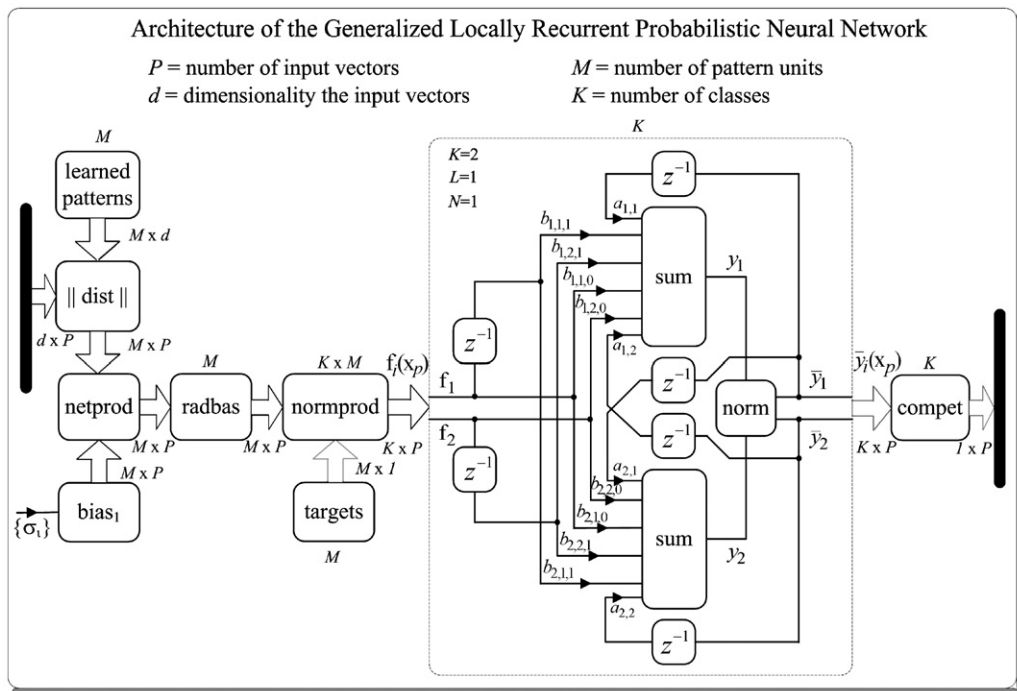 Architecture of the Generalized Locally Recurrent Probabilistic Neural Network
P = number of input vectors
M = number of pattern units
d = dimensionality the input vectors
K = number of classes
M
learned
patterns
M x d
|| dist ||
d x P
M x P
netprod
M x P
M x P
bias₁
{σι}
M
radbas
M x P
K x M
normprod
M x 1
targets
M
fᵢ(xₚ)
K x P
K
K=2
L=1
N=1
f₁
f₂
z⁻¹
z⁻¹
z⁻¹
a₁,₁
b₁,₁,₁
b₁,₂,₁
b₁,₁,₀
b₁,₂,₀
a₁,₂
sum
y₁
z⁻¹
z⁻¹
norm
ȳ₁
ȳ₂
a₂,₁
b₂,₂,₀
b₂,₁,₀
b₂,₂,₁
b₂,₁,₁
a₂,₂
sum
y₂
z⁻¹
ȳᵢ(xₚ)
K x P
K
compet
1 x P